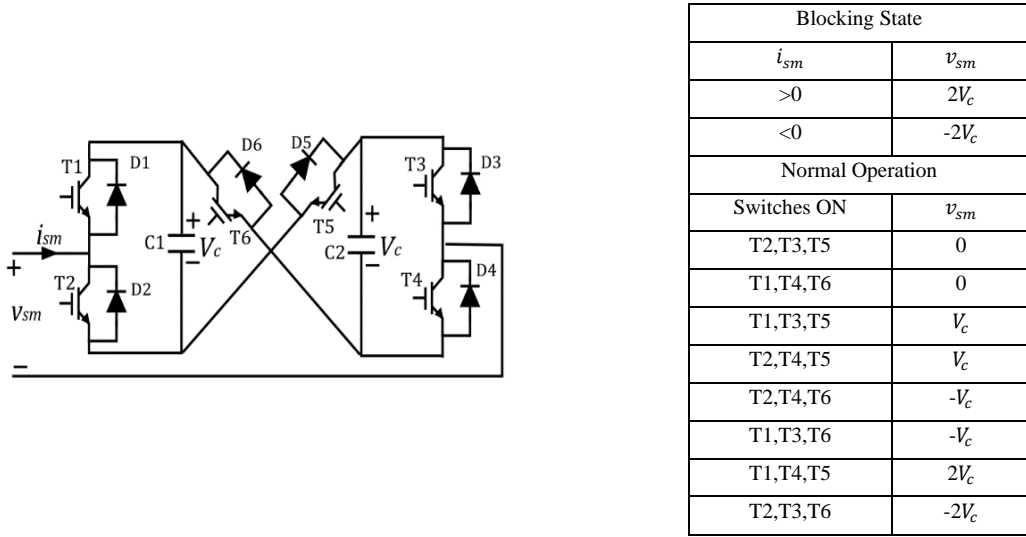 T1
D1
D6
D5
T3
D3
ism
+
C1
+
−
Vc
T6
T5
C2
+
−
Vc
T2
D2
T4
D4
+
vsm
−
Blocking State
ism vsm
>0 2Vc
<0 -2Vc
Normal Operation
Switches ON vsm
T2,T3,T5 0
T1,T4,T6 0
T1,T3,T5 Vc
T2,T4,T5 Vc
T2,T4,T6 -Vc
T1,T3,T6 -Vc
T1,T4,T5 2Vc
T2,T3,T6 -2Vc